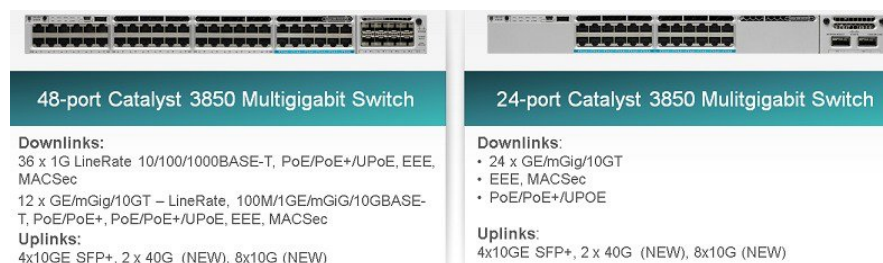 48-port Catalyst 3850 Multigigabit Switch
Downlinks:
36 x 1G LineRate 10/100/1000BASE-T, PoE/PoE+/UPoE, EEE,
MACSec
12 x GE/mGig/10GT – LineRate, 100M/1GE/mGiG/10GBASE-
T, PoE/PoE+, PoE/PoE+/UPoE, EEE, MACSec
Uplinks:
4x10GE SFP+, 2 x 40G (NEW), 8x10G (NEW)
24-port Catalyst 3850 Mulitgigabit Switch
Downlinks:
• 24 x GE/mGig/10GT
• EEE, MACSec
• PoE/PoE+/UPOE
Uplinks:
4x10GE SFP+, 2 x 40G (NEW), 8x10G (NEW)